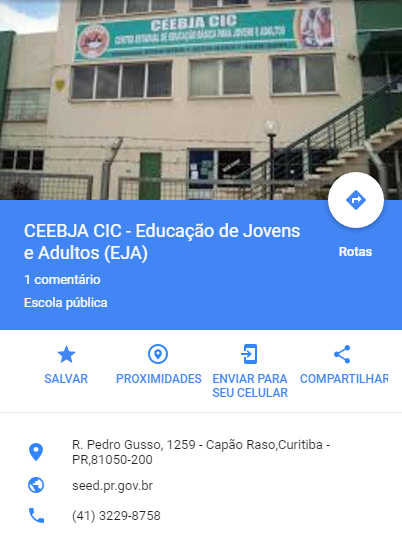 CEEBJA CIC
CENTRO ESTADUAL DE EDUCAÇÃO BÁSICA PARA JOVENS E ADULTOS
CEEBJA CIC - Educação de Jovens
e Adultos (EJA)
Rotas
1 comentário
Escola pública
SALVAR
PROXIMIDADES
ENVIAR PARA
SEU CELULAR
COMPARTILHAR
R. Pedro Gusso, 1259 - Capão Raso,Curitiba -
PR,81050-200
seed.pr.gov.br
(41) 3229-8758